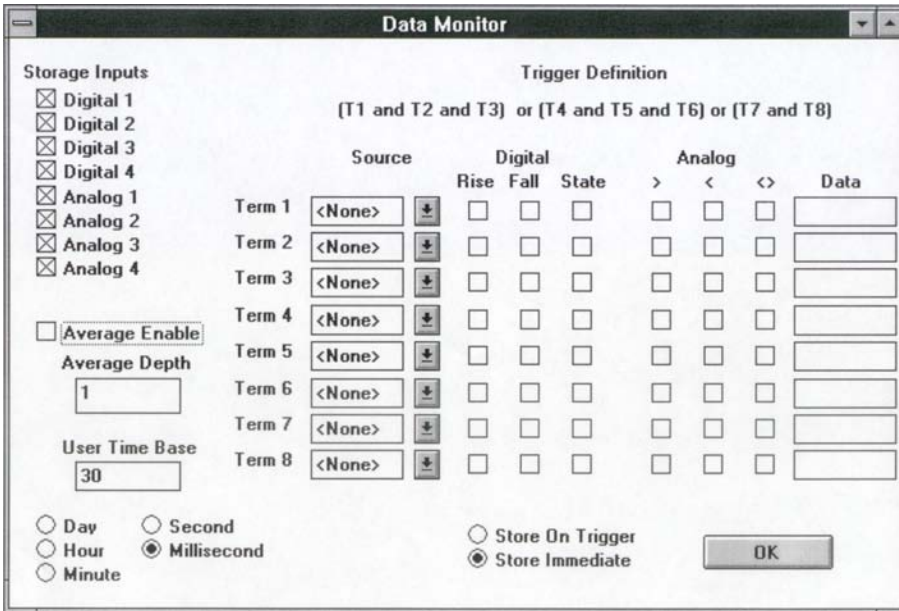 Data Monitor
Storage Inputs
Digital 1
Digital 2
Digital 3
Digital 4
Analog 1
Analog 2
Analog 3
Analog 4
Average Enable
Average Depth
1
User Time Base
30
Day
Hour
Minute
Second
Millisecond
Trigger Definition
(T1 and T2 and T3) or (T4 and T5 and T6) or (T7 and T8)
Source Digital Analog
Rise Fall State > < <> Data
Term 1 <None>
Term 2 <None>
Term 3 <None>
Term 4 <None>
Term 5 <None>
Term 6 <None>
Term 7 <None>
Term 8 <None>
Store On Trigger
Store Immediate
OK